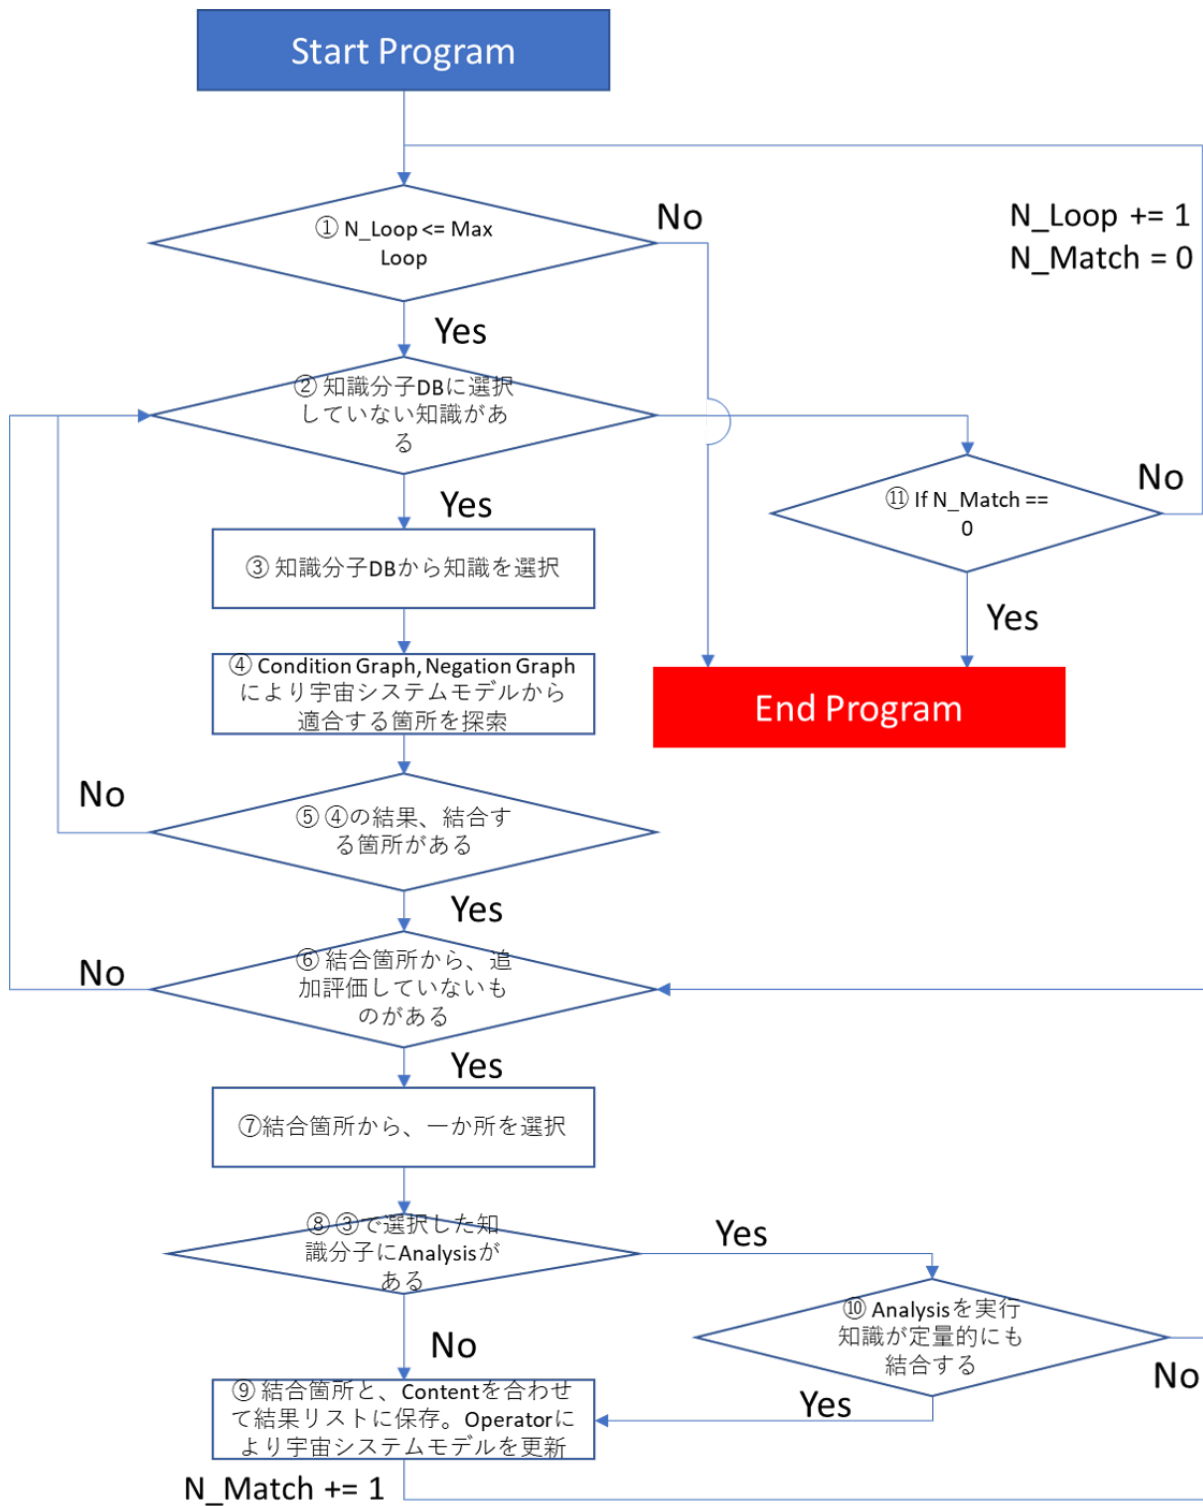 Start Program
① N_Loop <= Max
Loop
No
N_Loop += 1
N_Match = 0
Yes
② 知識分子DBに選択
していない知識があ
る
Yes
⑪ If N_Match ==
0
No
③ 知識分子DBから知識を選択
Yes
④ Condition Graph, Negation Graph
により宇宙システムモデルから
適合する箇所を探索
End Program
No
⑤ ④の結果、結合す
る箇所がある
Yes
⑥ 結合箇所から、追
加評価していないも
のがある
No
Yes
⑦結合箇所から、一か所を選択
⑧ ③で選択した知
識分子にAnalysisが
ある
Yes
⑩ Analysisを実行
知識が定量的にも
結合する
No
No
Yes
⑨ 結合箇所と、Contentを合わせ
て結果リストに保存。Operatorに
より宇宙システムモデルを更新
N_Match += 1